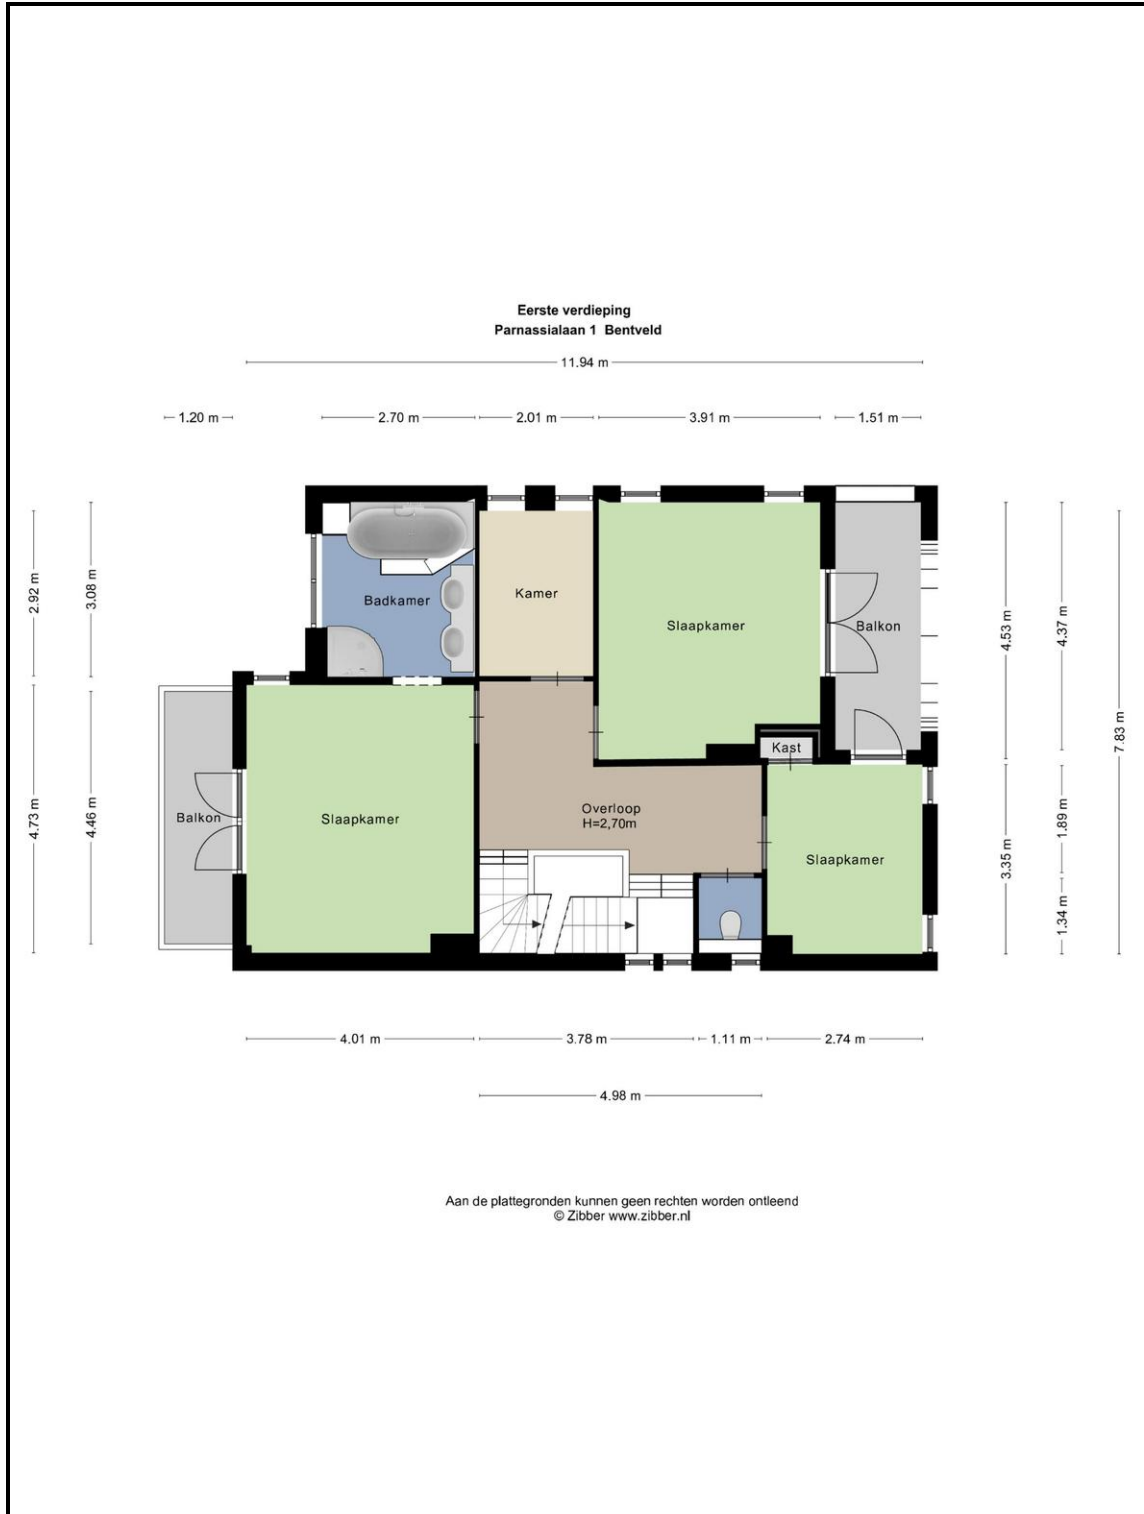 Eerste verdieping
Parnassialaan 1 Bentveld
11.94 m
1.20 m
2.70 m
2.01 m
3.91 m
1.51 m
2.92 m
3.08 m
4.73 m
4.46 m
Badkamer
Kamer
Slaapkamer
Balkon
Kast
Balkon
Slaapkamer
Overloop
H=2,70m
Slaapkamer
4.53 m
4.37 m
7.83 m
3.35 m
1.89 m
1.34 m
4.01 m
3.78 m
1.11 m
2.74 m
4.98 m
Aan de plattegronden kunnen geen rechten worden ontleend
© Zibber www.zibber.nl